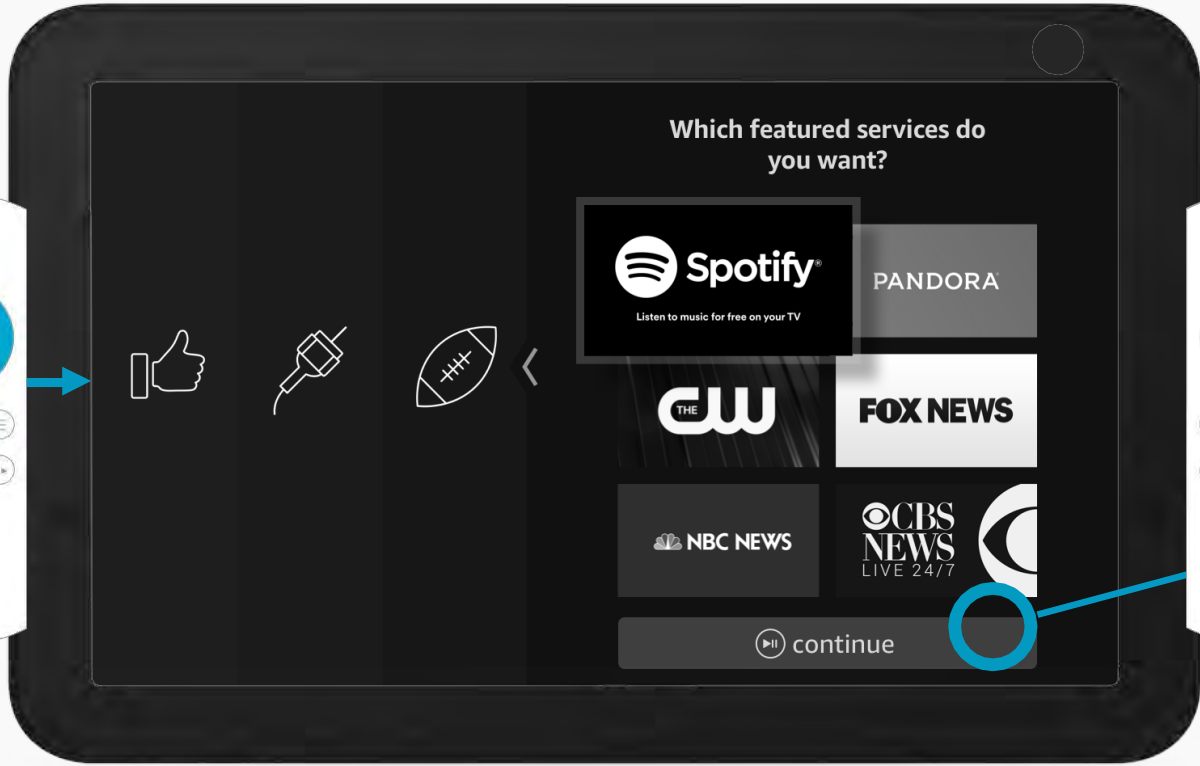 Which featured services do
you want?
Spotify®
Listen to music for free on your TV
PANDORA
THE CW
FOX NEWS
NBC NEWS
CBS
NEWS
LIVE 24/7
continue